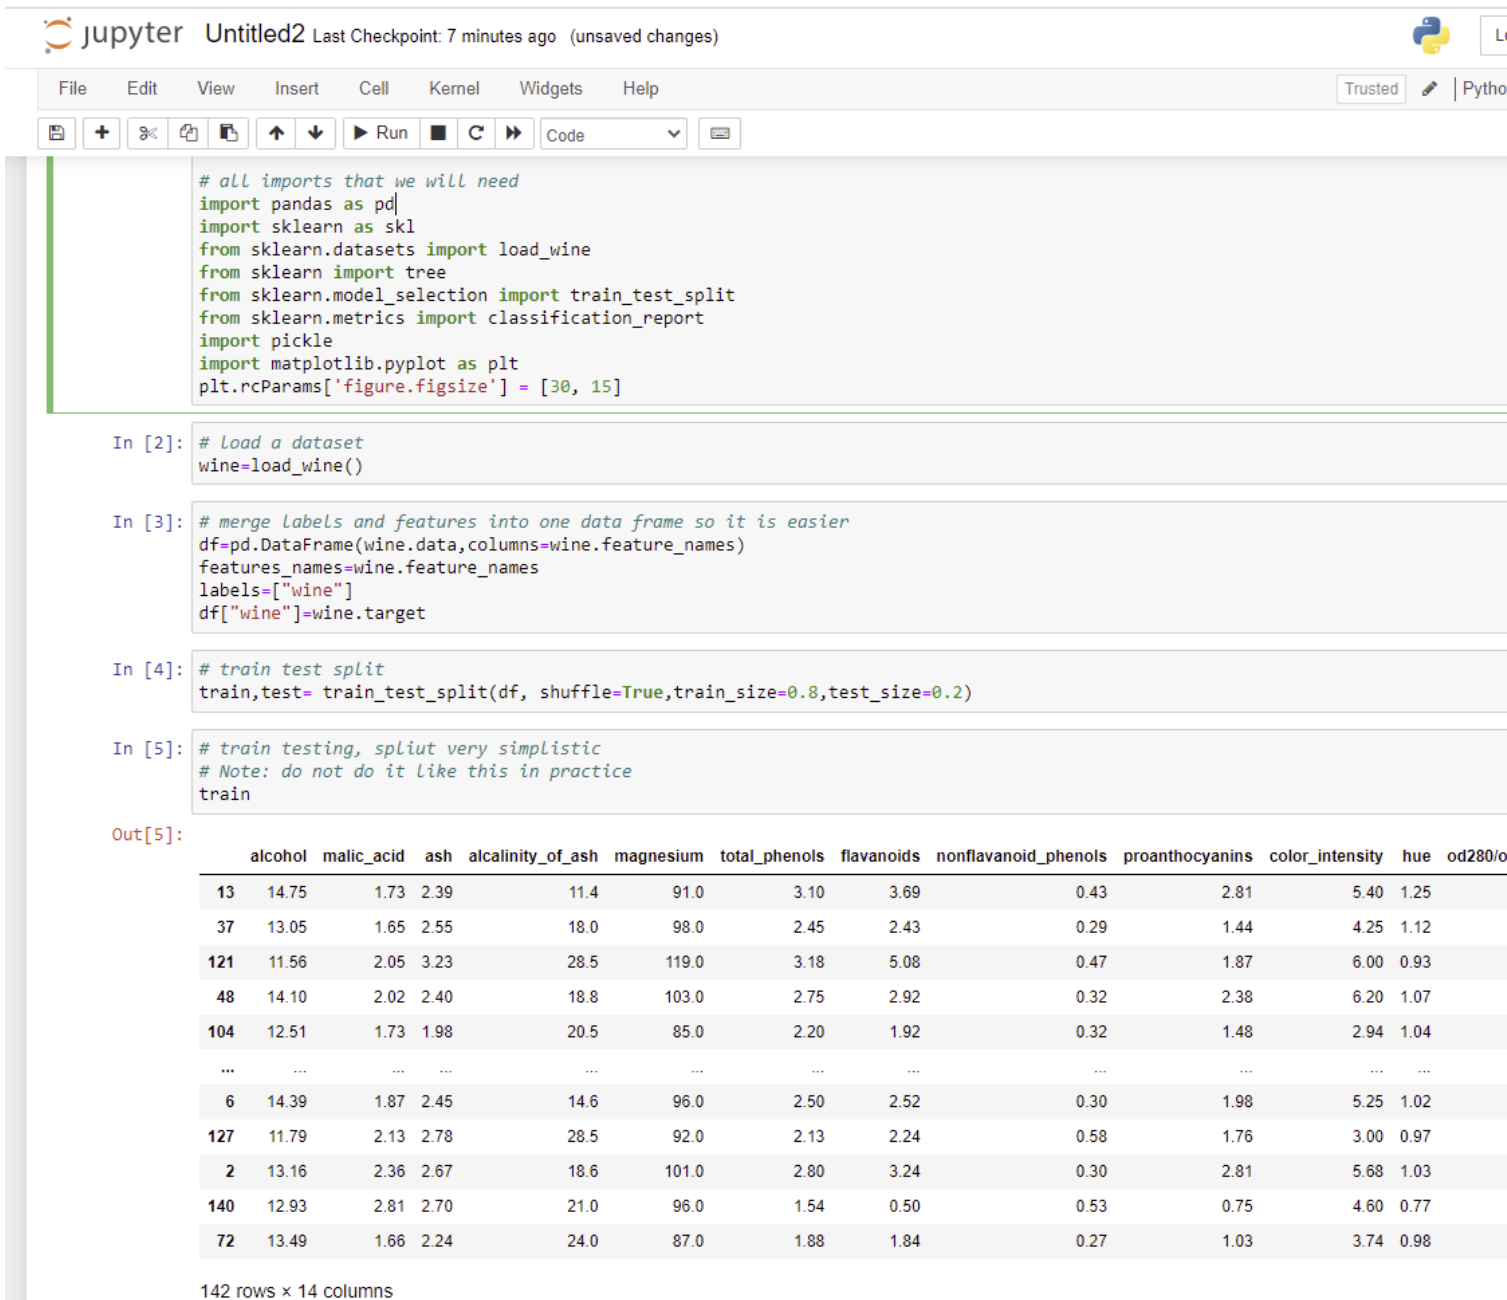 jupyter Untitled2 Last Checkpoint: 7 minutes ago (unsaved changes)
File Edit View Insert Cell Kernel Widgets Help Trusted
Run Code
# all imports that we will need
import pandas as pd
import sklearn as skl
from sklearn.datasets import load_wine
from sklearn import tree
from sklearn.model_selection import train_test_split
from sklearn.metrics import classification_report
import pickle
import matplotlib.pyplot as plt
plt.rcParams['figure.figsize'] = [30, 15]
In [2]: # load a dataset
wine=load_wine()
In [3]: # merge labels and features into one data frame so it is easier
df=pd.DataFrame(wine.data,columns=wine.feature_names)
features_names=wine.feature_names
labels=["wine"]
df["wine"]=wine.target
In [4]: # train test split
train,test= train_test_split(df, shuffle=True,train_size=0.8,test_size=0.2)
In [5]: # train testing, spliut very simplistic
# Note: do not do it like this in practice
train
Out[5]:
alcohol malic_acid ash alcalinity_of_ash magnesium total_phenols flavanoids nonflavanoid_phenols proanthocyanins color_intensity hue od280/o
13 14.75 1.73 2.39 11.4 91.0 3.10 3.69 0.43 2.81 5.40 1.25
37 13.05 1.65 2.55 18.0 98.0 2.45 2.43 0.29 1.44 4.25 1.12
121 11.56 2.05 3.23 28.5 119.0 3.18 5.08 0.47 1.87 6.00 0.93
48 14.10 2.02 2.40 18.8 103.0 2.75 2.92 0.32 2.38 6.20 1.07
104 12.51 1.73 1.98 20.5 85.0 2.20 1.92 0.32 1.48 2.94 1.04
... ... ... ... ... ... ... ... ... ... ... ...
6 14.39 1.87 2.45 14.6 96.0 2.50 2.52 0.30 1.98 5.25 1.02
127 11.79 2.13 2.78 28.5 92.0 2.13 2.24 0.58 1.76 3.00 0.97
2 13.16 2.36 2.67 18.6 101.0 2.80 3.24 0.30 2.81 5.68 1.03
140 12.93 2.81 2.70 21.0 96.0 1.54 0.50 0.53 0.75 4.60 0.77
72 13.49 1.66 2.24 24.0 87.0 1.88 1.84 0.27 1.03 3.74 0.98
142 rows × 14 columns